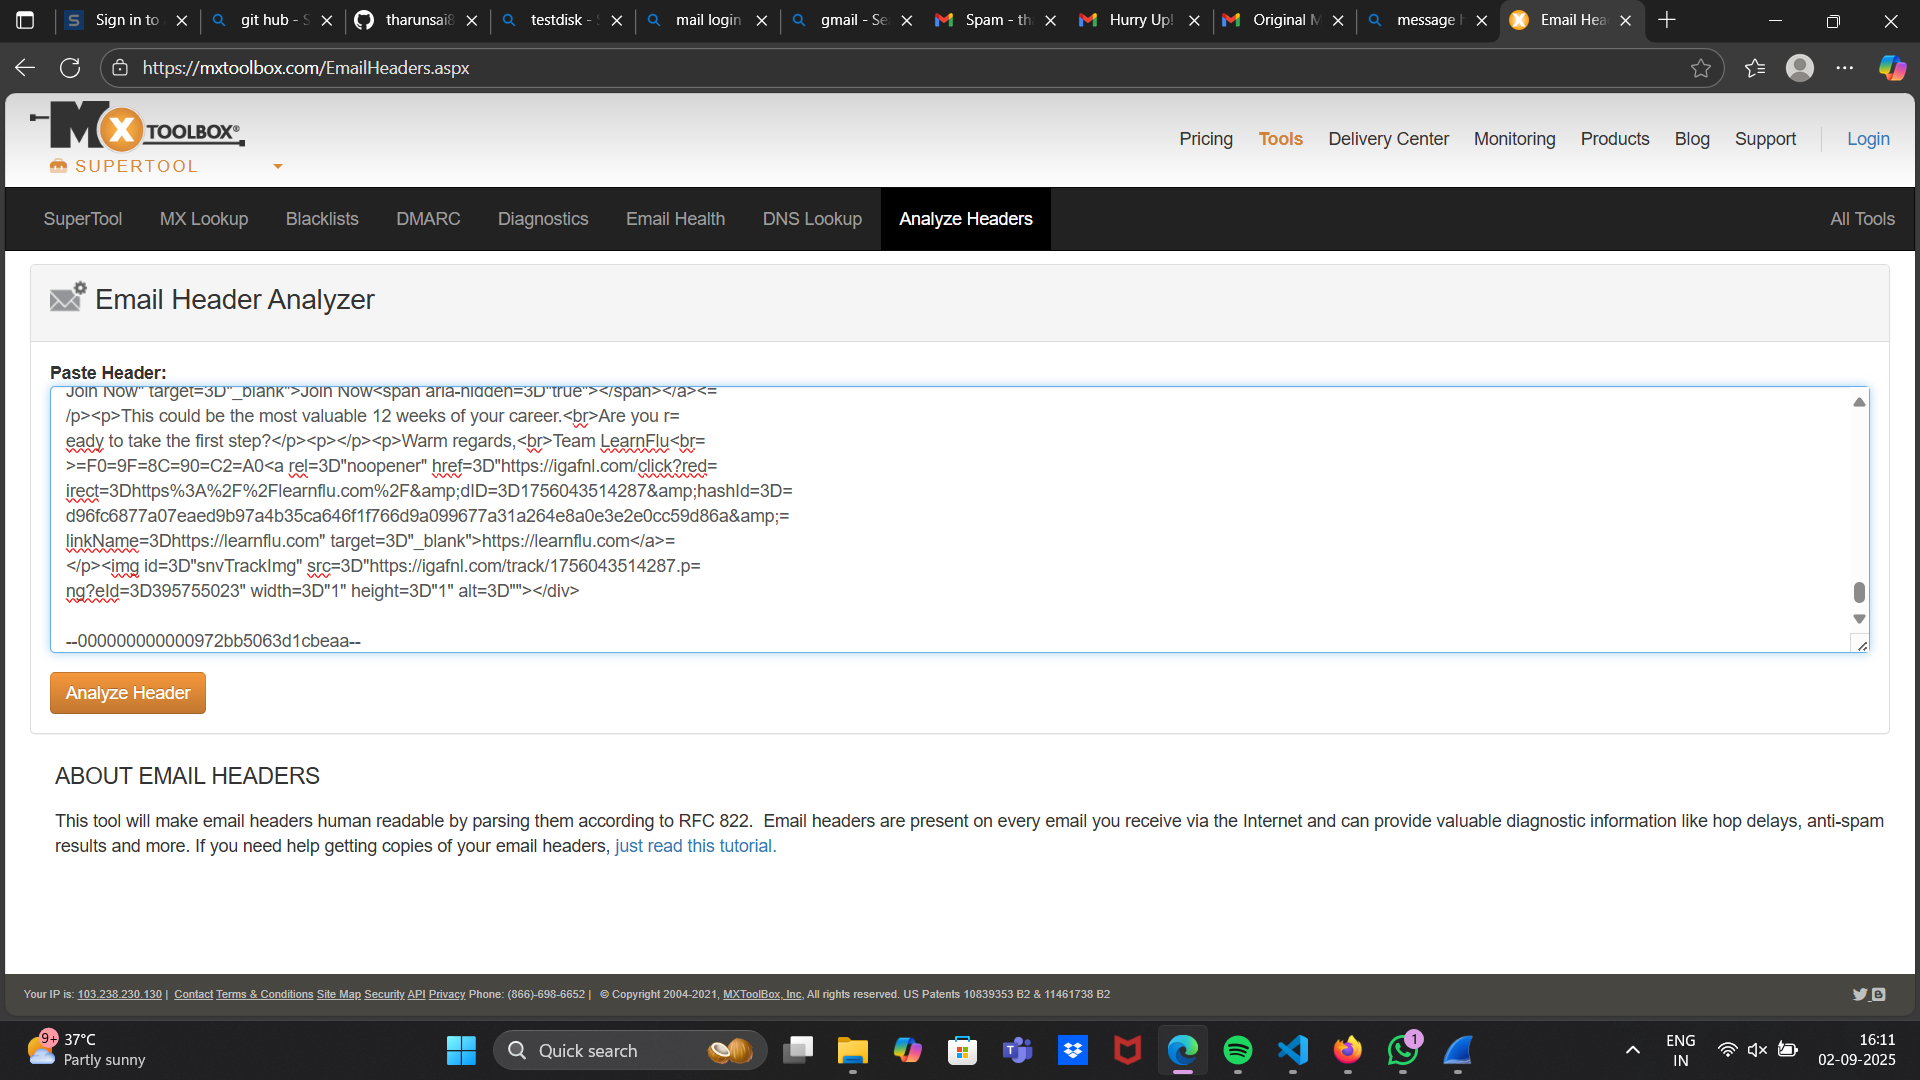 Sign in to
git hub - S
tharunsai8
testdisk - S
mail login
gmail - Sea
Spam - tha
Hurry Up!
Original M
message h
Email Hea
https://mxtoolbox.com/EmailHeaders.aspx
MX TOOLBOX®
SUPERTOOL
Pricing Tools Delivery Center Monitoring Products Blog Support Login
SuperTool MX Lookup Blacklists DMARC Diagnostics Email Health DNS Lookup Analyze Headers All Tools
Email Header Analyzer
Paste Header:
Join Now" target=3D"_blank">Join Now<span aria-hidden=3D"true"></span></a><=
/p><p>This could be the most valuable 12 weeks of your career.<br>Are you r=
eady to take the first step?</p><p></p><p>Warm regards,<br>Team LearnFlu<br=
>=F0=9F=8C=90=C2=A0<a rel=3D"noopener" href=3D"https://igafnl.com/click?red=
irect=3Dhttps%3A%2F%2Flearnflu.com%2F&amp;dID=3D1756043514287&amp;hashId=3D=
d96fc6877a07eaed9b97a4b35ca646f1f766d9a099677a31a264e8a0e3e2e0cc59d86a&amp;=
linkName=3Dhttps://learnflu.com" target=3D"_blank">https://learnflu.com</a>=
</p><img id=3D"snvTrackImg" src=3D"https://igafnl.com/track/1756043514287.p=
ng?eId=3D395755023" width=3D"1" height=3D"1" alt=3D""></div>
--000000000000972bb5063d1cbeaa--
Analyze Header
ABOUT EMAIL HEADERS
This tool will make email headers human readable by parsing them according to RFC 822. Email headers are present on every email you receive via the Internet and can provide valuable diagnostic information like hop delays, anti-spam
results and more. If you need help getting copies of your email headers, just read this tutorial.
Your IP is: 103.238.230.130 | Contact Terms & Conditions Site Map Security API Privacy Phone: (866)-698-6652 | © Copyright 2004-2021, MXToolBox, Inc, All rights reserved. US Patents 10839353 B2 & 11461738 B2
9+
37°C
Partly sunny
Quick search
1
ENG
IN
16:11
02-09-2025